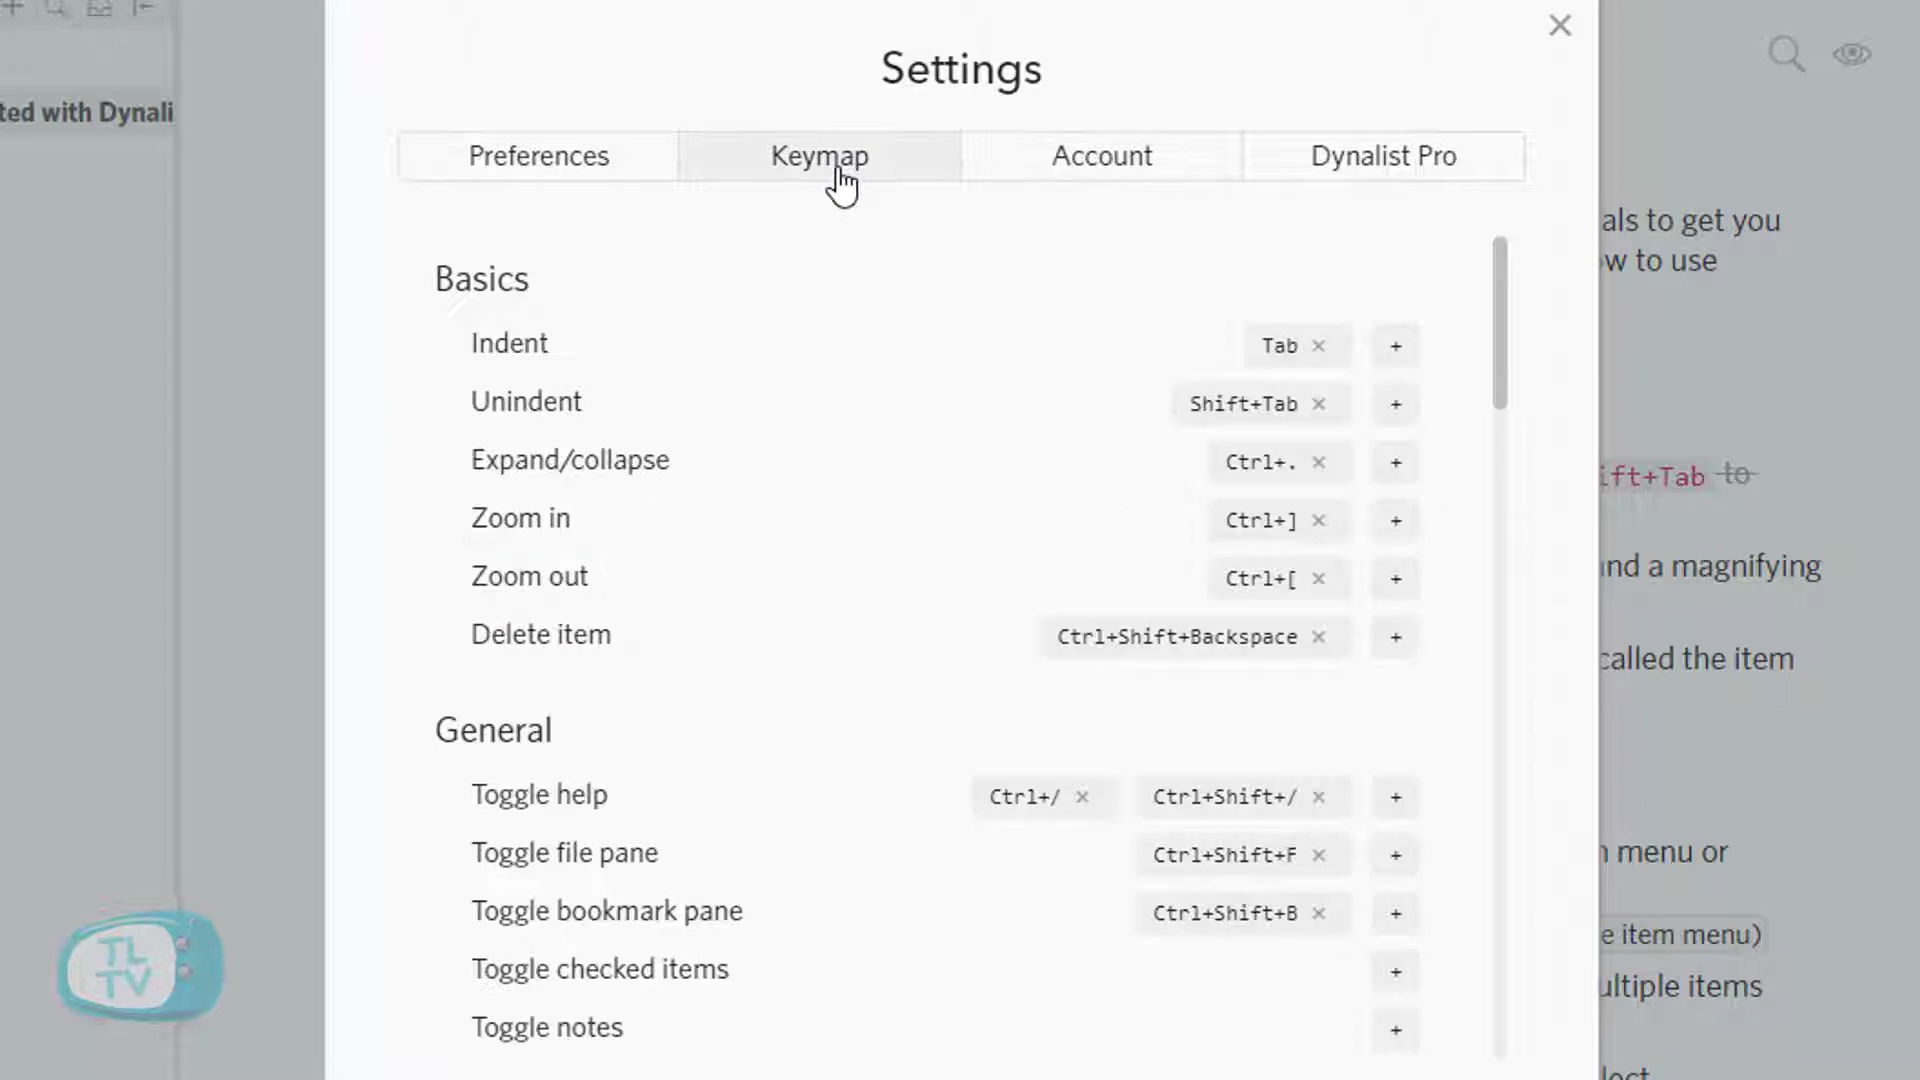 Settings
Preferences Keymap Account Dynalist Pro
ted with Dynali
Basics
Indent Tab × +
Unindent Shift+Tab × +
Expand/collapse Ctrl+. × +
Zoom in Ctrl+] × +
Zoom out Ctrl+[ × +
Delete item Ctrl+Shift+Backspace × +
General
Toggle help Ctrl+/ × Ctrl+Shift+/ × +
Toggle file pane Ctrl+Shift+F × +
Toggle bookmark pane Ctrl+Shift+B × +
Toggle checked items +
Toggle notes +
als to get you
ow to use
ift+Tab to
and a magnifying
called the item
n menu or
e item menu)
ultiple items
lect
TL
TV